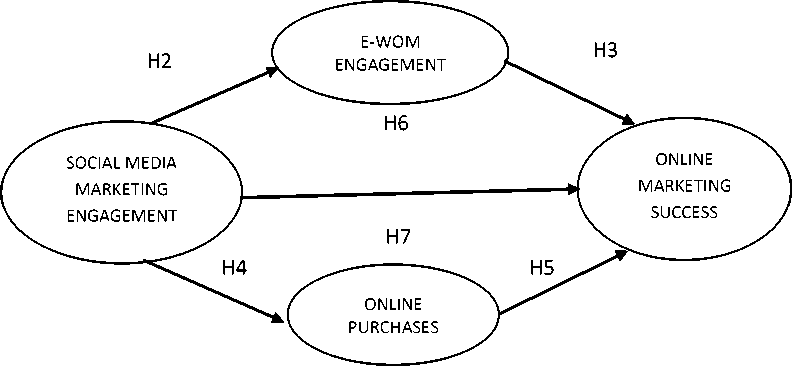 E-WOM
ENGAGEMENT
H2
H3
H6
SOCIAL MEDIA
MARKETING
ENGAGEMENT
ONLINE
MARKETING
SUCCESS
H7
H4
H5
ONLINE
PURCHASES